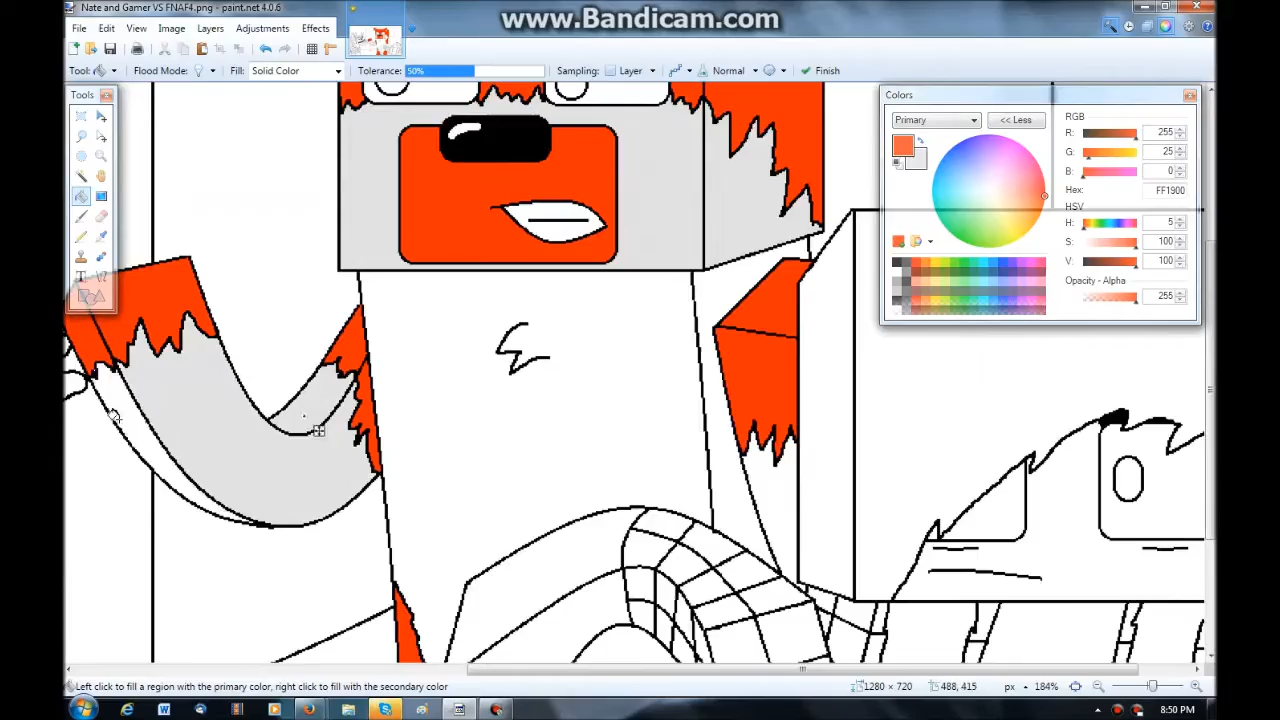 Nate and Gamer VS FNAF4.png - paint.net 4.0.6
www.Bandicam.com
File Edit View Image Layers Adjustments Effects
Tool: Flood Mode: Fill: Solid Color Tolerance: 50% Sampling: Layer Normal Finish
Tools
Colors
Primary << Less
RGB
R: 255
G: 25
B: 0
Hex: FF1900
HSV
H: 5
S: 100
V: 100
Opacity - Alpha
255
Left click to fill a region with the primary color, right click to fill with the secondary color 1280 × 720 488, 415 px 184%
8:50 PM